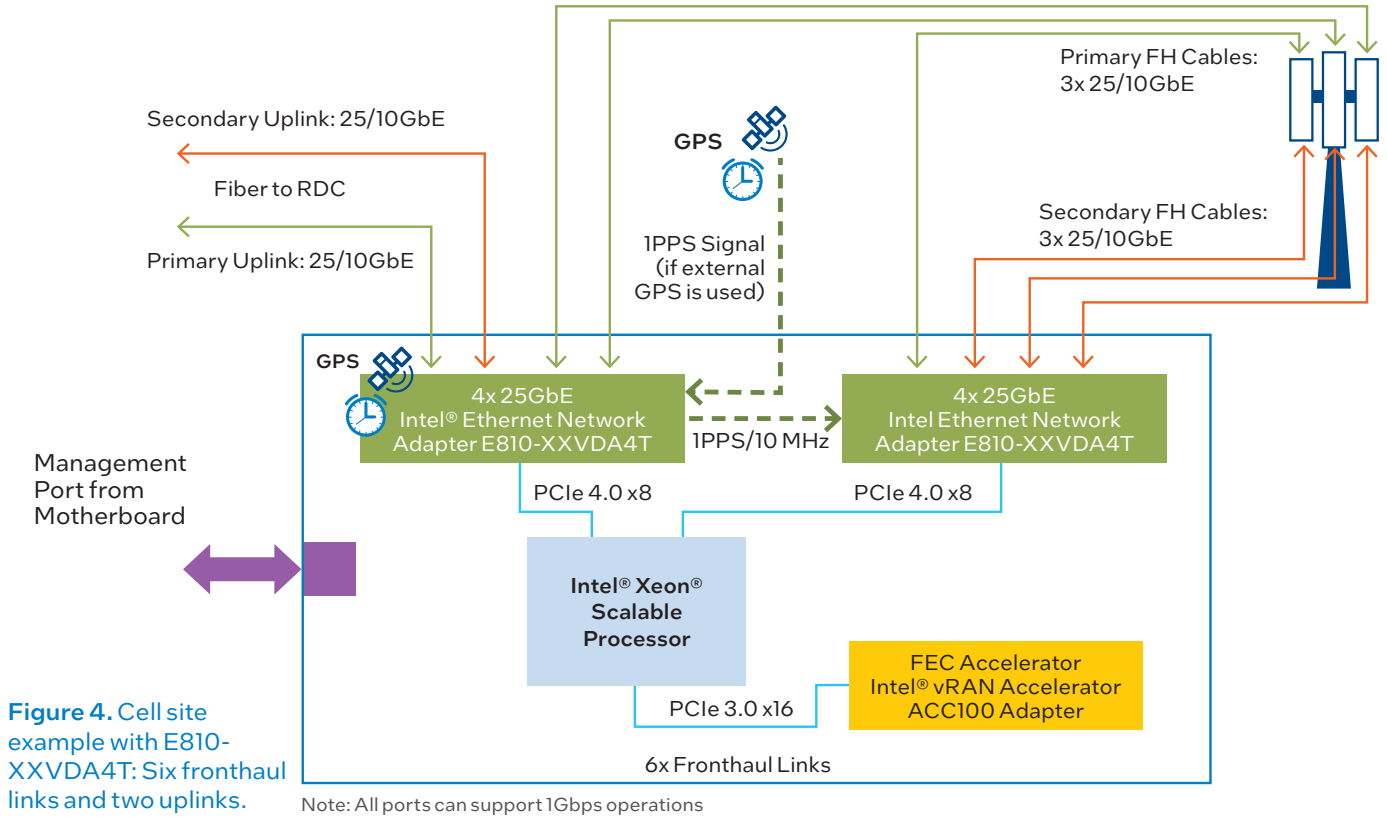 Primary FH Cables:
3x 25/10GbE
Secondary Uplink: 25/10GbE
GPS
Fiber to RDC
Secondary FH Cables:
3x 25/10GbE
1PPS Signal
(if external
GPS is used)
Primary Uplink: 25/10GbE
GPS
4x 25GbE
Intel® Ethernet Network
Adapter E810-XXVDA4T
1PPS/10 MHz
4x 25GbE
Intel Ethernet Network
Adapter E810-XXVDA4T
Management
Port from
Motherboard
PCIe 4.0 x8
PCIe 4.0 x8
Intel® Xeon®
Scalable
Processor
FEC Accelerator
Intel® vRAN Accelerator
ACC100 Adapter
PCIe 3.0 x16
6x Fronthaul Links
Figure 4. Cell site
example with E810-
XXVDA4T: Six fronthaul
links and two uplinks.
Note: All ports can support 1Gbps operations